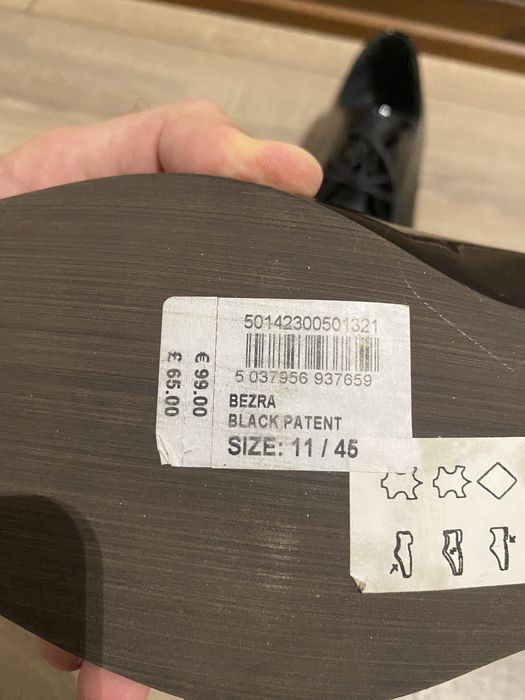 50142300501321
5 037956 937659
BEZRA
BLACK PATENT
SIZE: 11 / 45
€ 99.00
£ 65.00